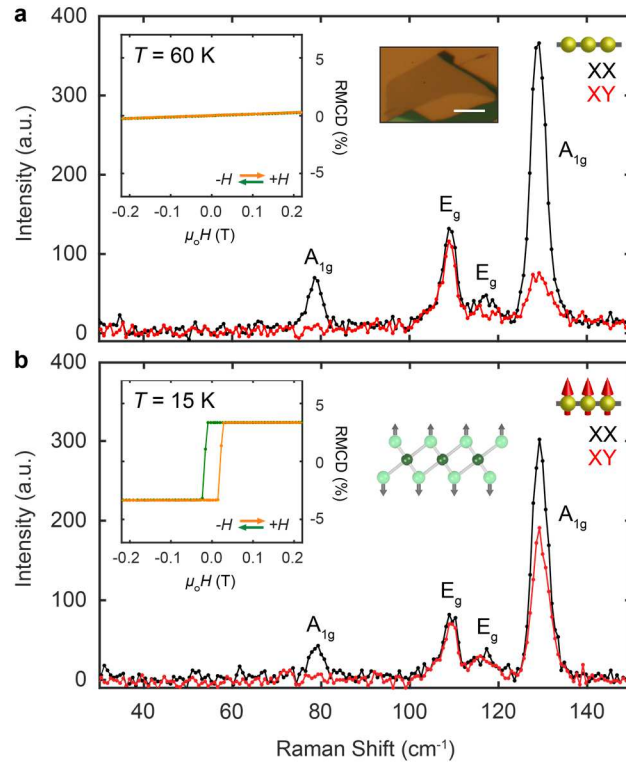 a
400
300
200
100
0
Intensity (a.u.)
T = 60 K
5
0
-5
RMCD (%)
-H +H
-0.2 -0.1 0.0 0.1 0.2
μoH (T)
XX
XY
A1g
Eg
Eg
A1g
b
400
300
200
100
0
Intensity (a.u.)
T = 15 K
5
0
-5
RMCD (%)
-H +H
-0.2 -0.1 0.0 0.1 0.2
μoH (T)
XX
XY
A1g
Eg
Eg
A1g
40 60 80 100 120 140
Raman Shift (cm-1)